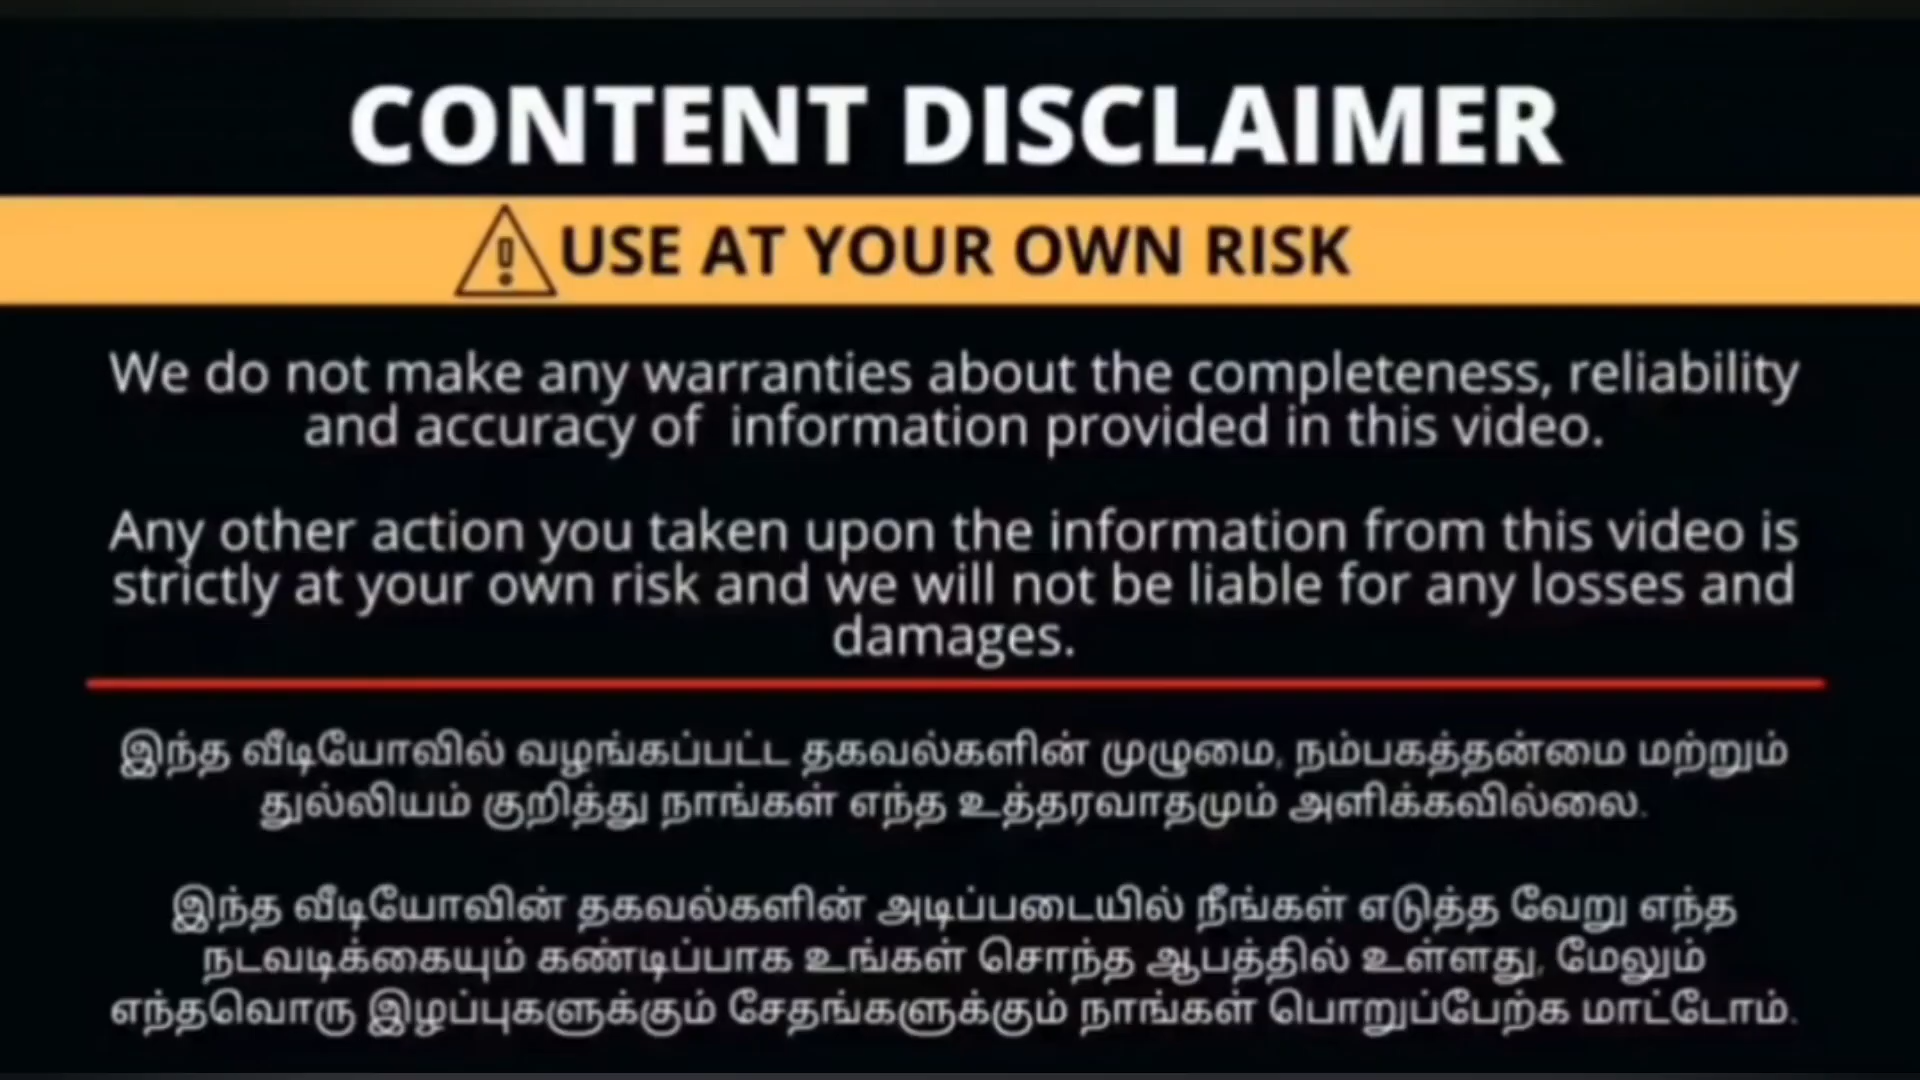 CONTENT DISCLAIMER
USE AT YOUR OWN RISK
We do not make any warranties about the completeness, reliability
and accuracy of information provided in this video.
Any other action you taken upon the information from this video is
strictly at your own risk and we will not be liable for any losses and
damages.
இந்த வீடியோவில் வழங்கப்பட்ட தகவல்களின் முழுமை, நம்பகத்தன்மை மற்றும்
துல்லியம் குறித்து நாங்கள் எந்த உத்தரவாதமும் அளிக்கவில்லை.
இந்த வீடியோவின் தகவல்களின் அடிப்படையில் நீங்கள் எடுத்த வேறு எந்த
நடவடிக்கையும் கண்டிப்பாக உங்கள் சொந்த ஆபத்தில் உள்ளது, மேலும்
எந்தவொரு இழப்புகளுக்கும் சேதங்களுக்கும் நாங்கள் பொறுப்பேற்க மாட்டோம்.